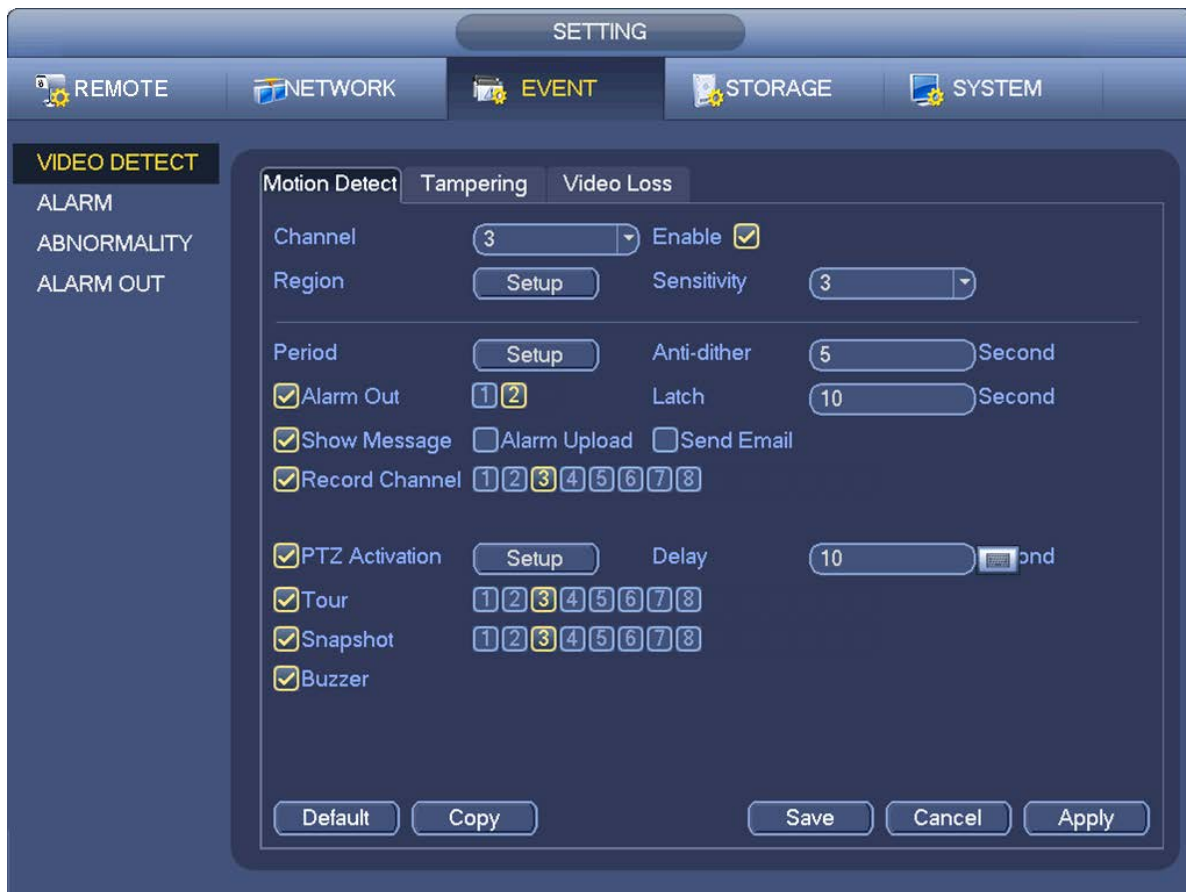 SETTING
REMOTE NETWORK EVENT STORAGE SYSTEM
VIDEO DETECT
ALARM
ABNORMALITY
ALARM OUT
Motion Detect Tampering Video Loss
Channel 3 Enable
Region Setup Sensitivity 3
Period Setup Anti-dither 5 Second
Alarm Out 1 2 Latch 10 Second
Show Message Alarm Upload Send Email
Record Channel 1 2 3 4 5 6 7 8
PTZ Activation Setup Delay 10 ond
Tour 1 2 3 4 5 6 7 8
Snapshot 1 2 3 4 5 6 7 8
Buzzer
Default Copy Save Cancel Apply